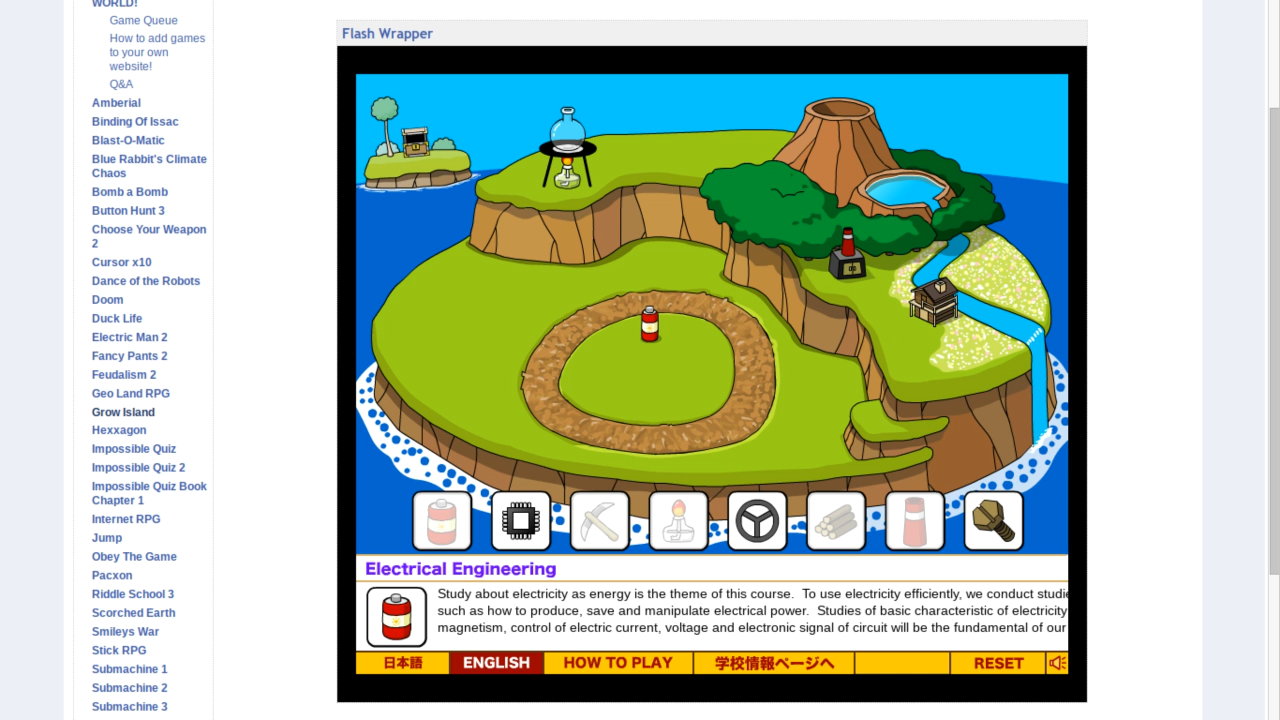 WORLD!
Game Queue
How to add games
to your own
website!
Q&A
Amberial
Binding Of Issac
Blast-O-Matic
Blue Rabbit's Climate
Chaos
Bomb a Bomb
Button Hunt 3
Choose Your Weapon
2
Cursor x10
Dance of the Robots
Doom
Duck Life
Electric Man 2
Fancy Pants 2
Feudalism 2
Geo Land RPG
Grow Island
Hexxagon
Impossible Quiz
Impossible Quiz 2
Impossible Quiz Book
Chapter 1
Internet RPG
Jump
Obey The Game
Pacxon
Riddle School 3
Scorched Earth
Smileys War
Stick RPG
Submachine 1
Submachine 2
Submachine 3
Flash Wrapper
Electrical Engineering
Study about electricity as energy is the theme of this course. To use electricity efficiently, we conduct studie
such as how to produce, save and manipulate electrical power. Studies of basic characteristic of electricity
magnetism, control of electric current, voltage and electronic signal of circuit will be the fundamental of our
日本語
ENGLISH
HOW TO PLAY
学校情報ページへ
RESET